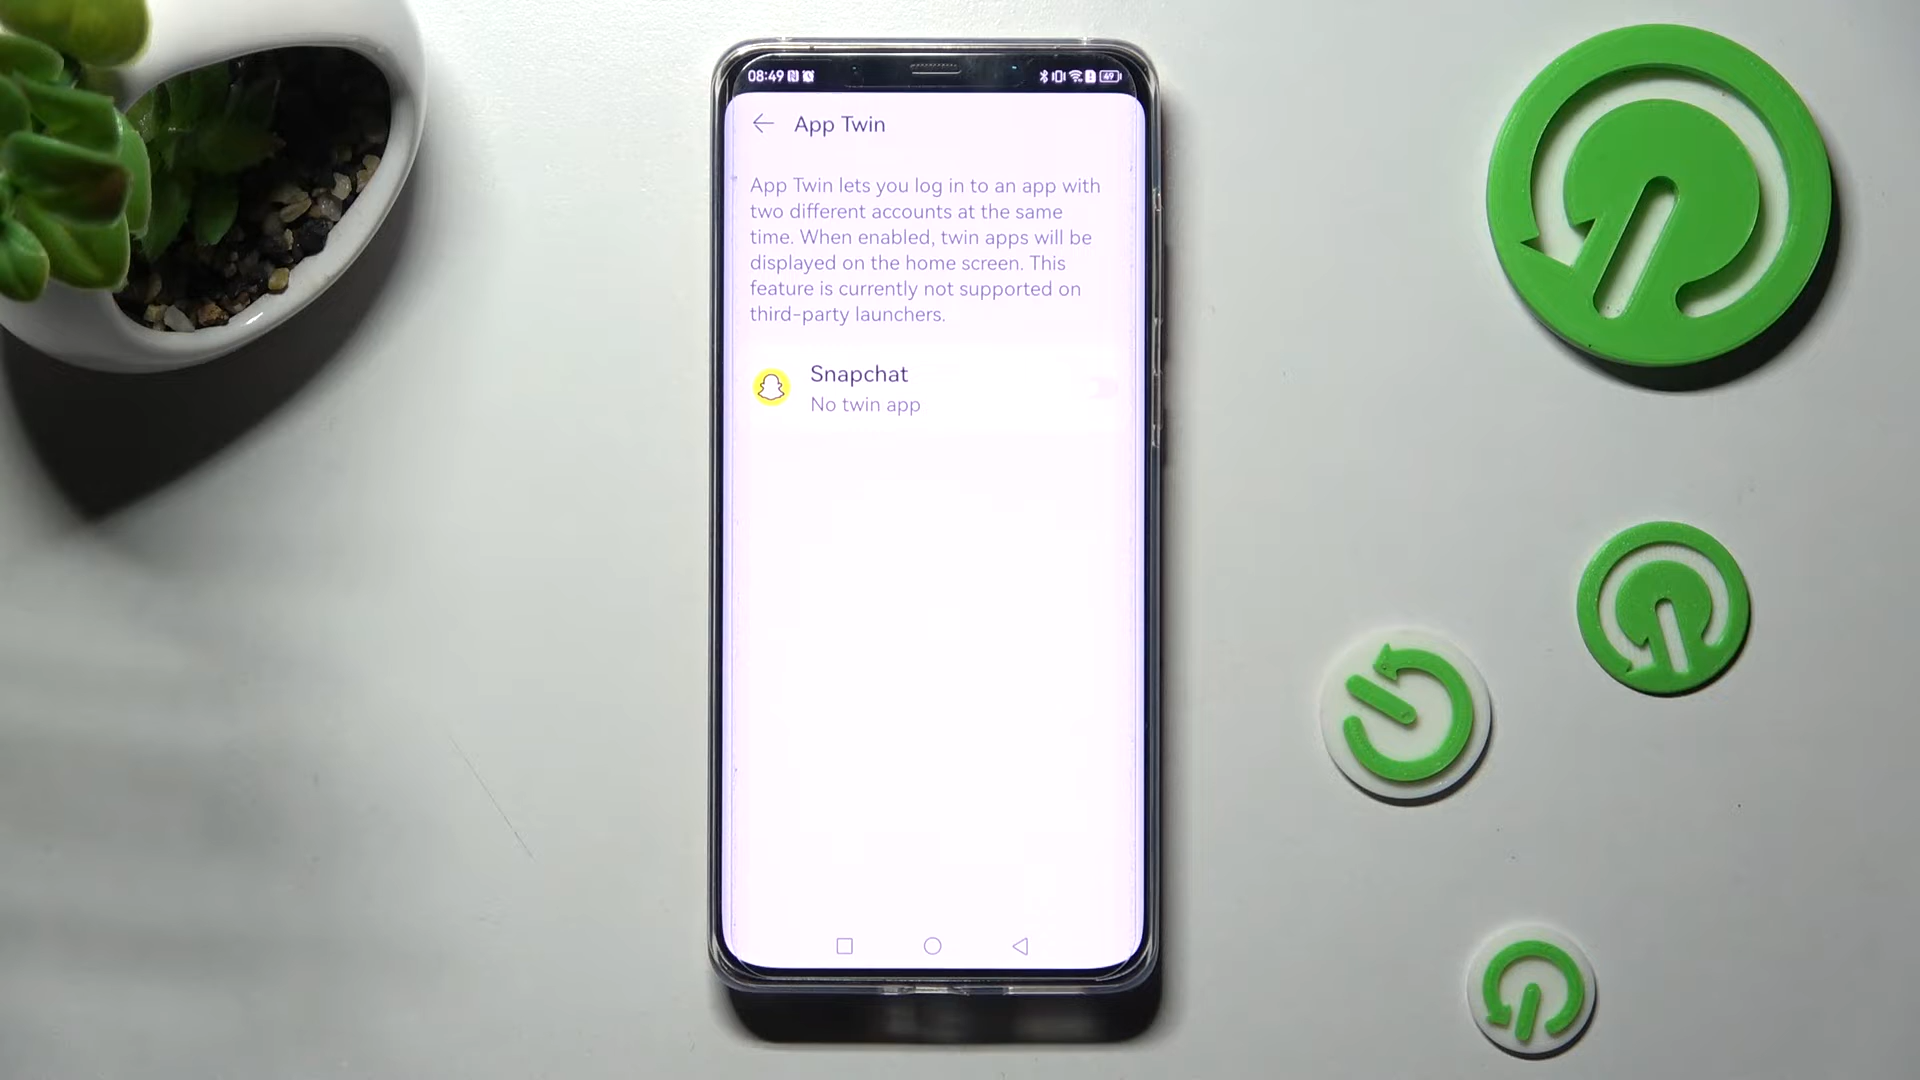 08:49
49
App Twin
App Twin lets you log in to an app with
two different accounts at the same
time. When enabled, twin apps will be
displayed on the home screen. This
feature is currently not supported on
third-party launchers.
Snapchat
No twin app